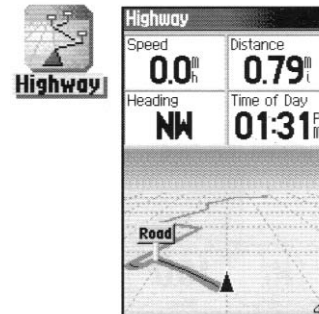 Highway
Highway
Speed
0.0 m h
Distance
0.79 m i
Heading
NW
Time of Day
01:31 P m
Road